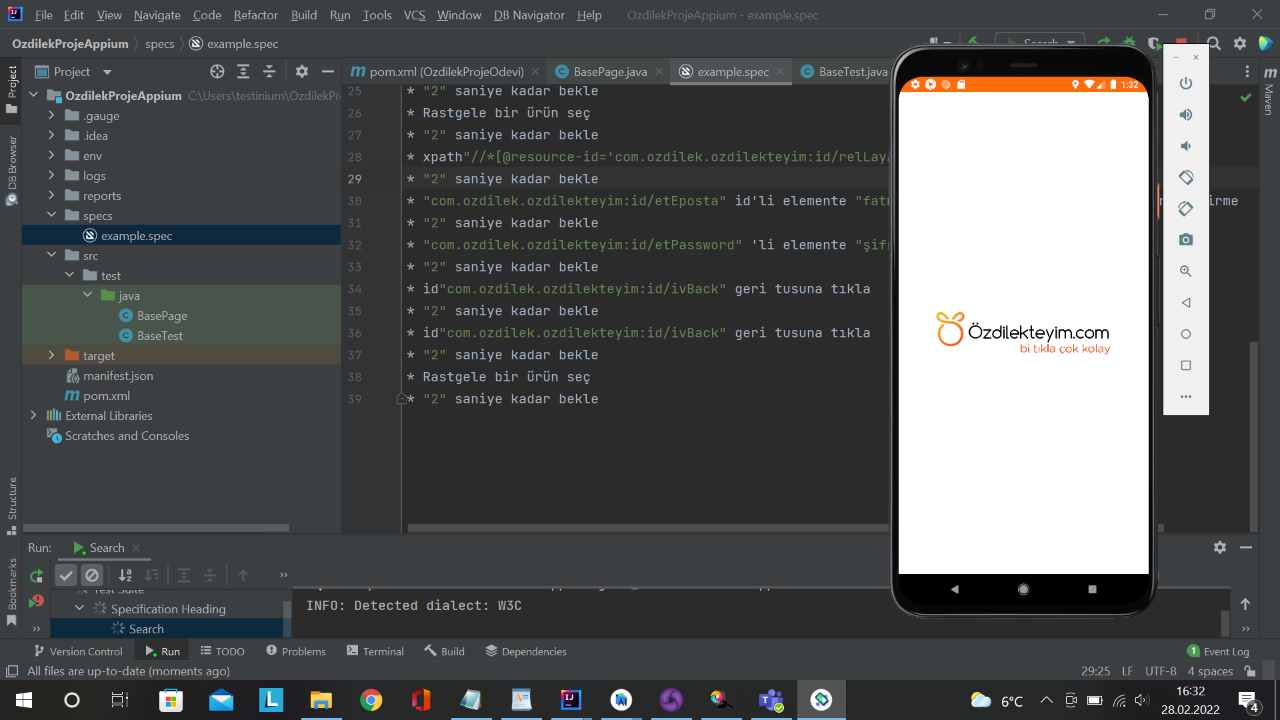 File Edit View Navigate Code Refactor Build Run Tools VCS Window DB Navigator Help OzdilekProjeAppium - example.spec
OzdilekProjeAppium specs example.spec
Project
DB Browser
Structure
Bookmarks
Maven
Project
OzdilekProjeAppium C:\Users\testinium\OzdilekPr
.gauge
.idea
env
logs
reports
specs
example.spec
src
test
java
BasePage
BaseTest
target
manifest.json
pom.xml
External Libraries
Scratches and Consoles
pom.xml (OzdilekProjeOdevi) BasePage.java example.spec BaseTest.java
25 * "2" saniye kadar bekle
26 * Rastgele bir ürün seç
27 * "2" saniye kadar bekle
28 * xpath"//*[@resource-id='com.ozdilek.ozdilekteyim:id/relLay
29 * "2" saniye kadar bekle
30 * "com.ozdilek.ozdilekteyim:id/etEposta" id'li elemente "fat
31 * "2" saniye kadar bekle
32 * "com.ozdilek.ozdilekteyim:id/etPassword" 'li elemente "şifr
33 * "2" saniye kadar bekle
34 * id"com.ozdilek.ozdilekteyim:id/ivBack" geri tusuna tıkla
35 * "2" saniye kadar bekle
36 * id"com.ozdilek.ozdilekteyim:id/ivBack" geri tusuna tıkla
37 * "2" saniye kadar bekle
38 * Rastgele bir ürün seç
39 * "2" saniye kadar bekle
1:32
Özdilekteyim.com
bi tıkla çok kolay
Run: Search
Test Suite
Specification Heading
Search
INFO: Detected dialect: W3C
Version Control Run TODO Problems Terminal Build Dependencies 1 Event Log
All files are up-to-date (moments ago) 29:25 LF UTF-8 4 spaces
6°C 16:32
28.02.2022
4